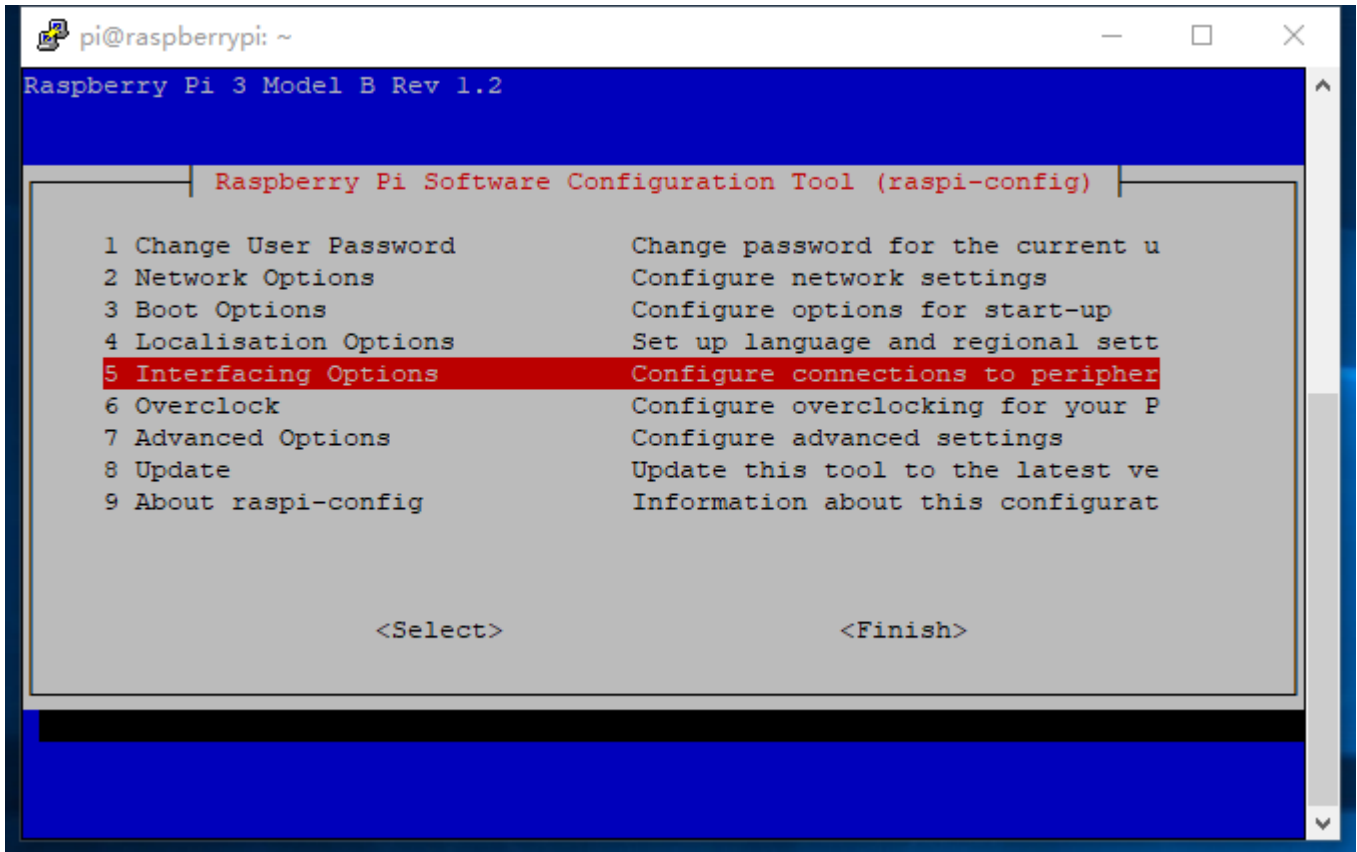 pi@raspberrypi: ~
Raspberry Pi 3 Model B Rev 1.2
Raspberry Pi Software Configuration Tool (raspi-config)
1 Change User Password Change password for the current u
2 Network Options Configure network settings
3 Boot Options Configure options for start-up
4 Localisation Options Set up language and regional sett
5 Interfacing Options Configure connections to peripher
6 Overclock Configure overclocking for your P
7 Advanced Options Configure advanced settings
8 Update Update this tool to the latest ve
9 About raspi-config Information about this configurat
<Select> <Finish>